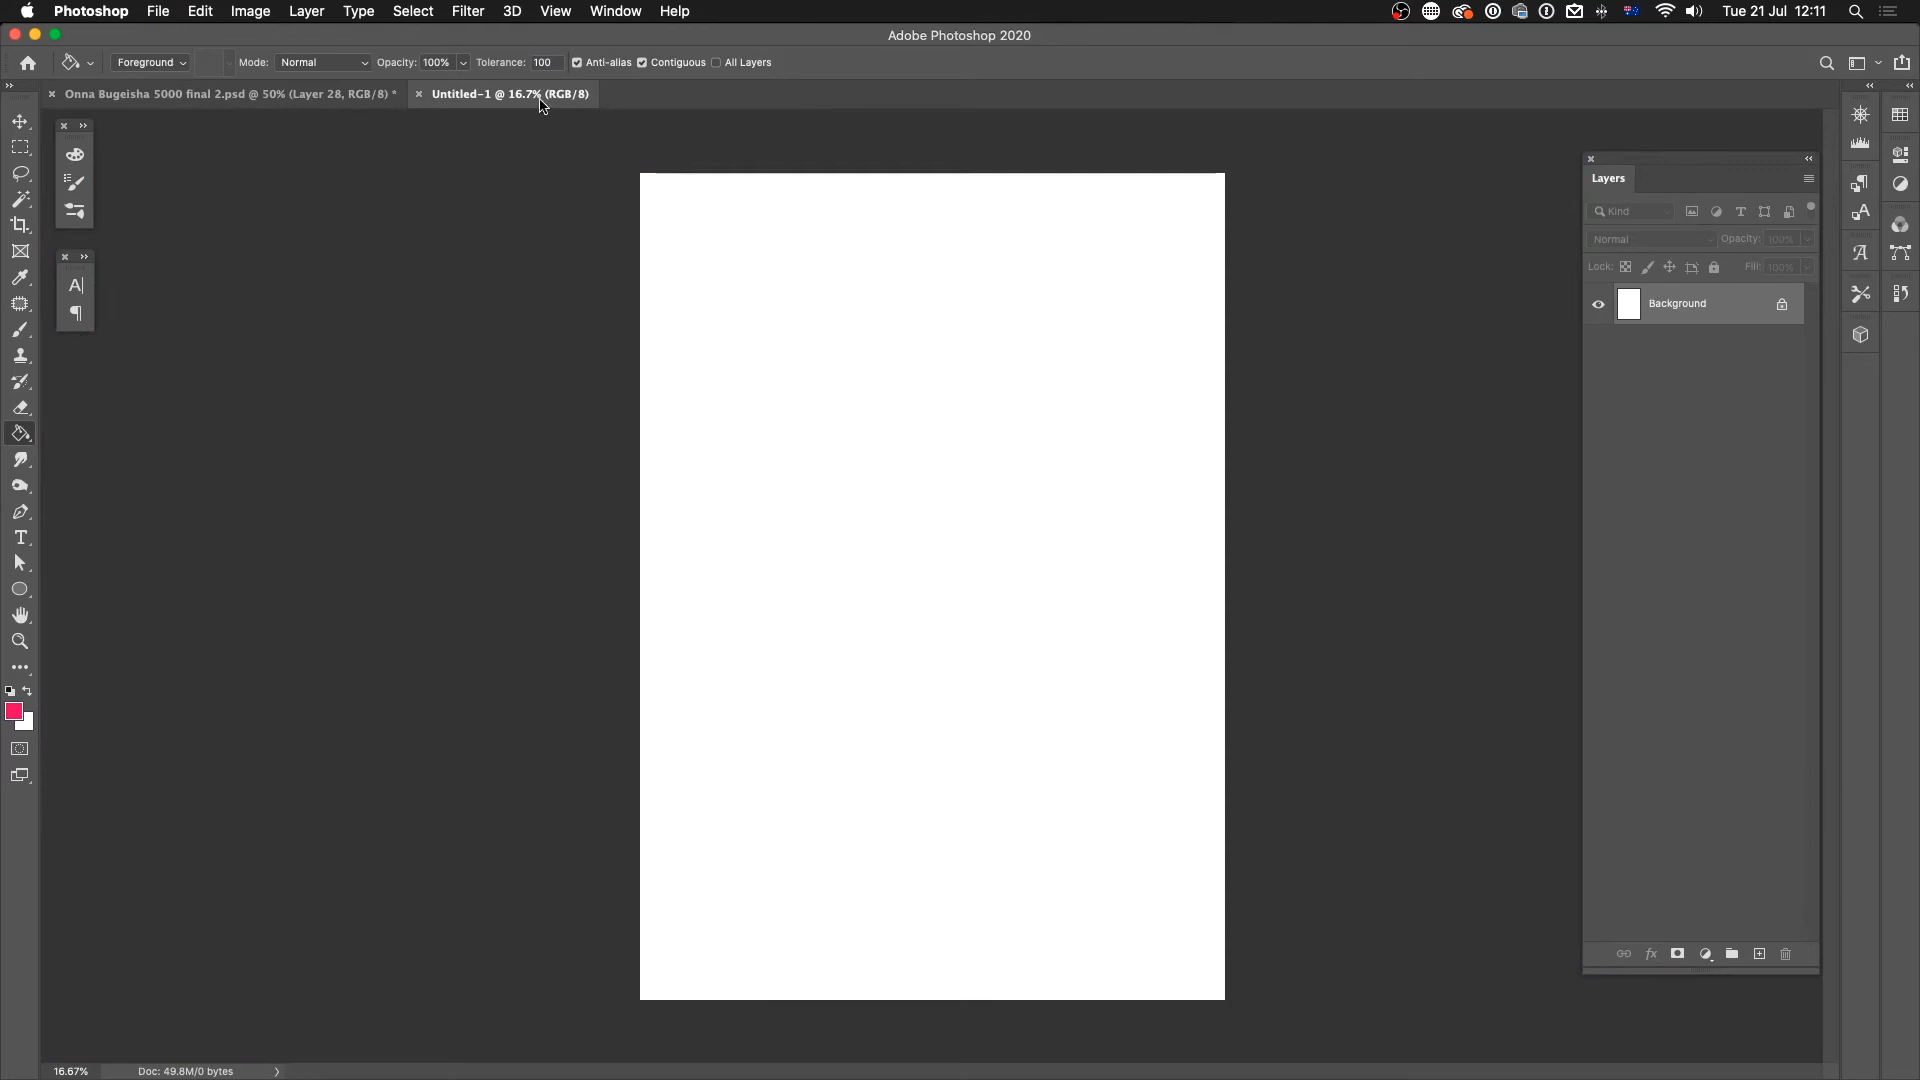 Photoshop File Edit Image Layer Type Select Filter 3D View Window Help Tue 21 Jul 12:11
Adobe Photoshop 2020
Foreground Mode: Normal Opacity: 100% Tolerance: 100 Anti-alias Contiguous All Layers
Onna Bugeisha 5000 final 2.psd @ 50% (Layer 28, RGB/8) * Untitled-1 @ 16.7% (RGB/8)
Layers
Kind
Normal Opacity: 100%
Lock: Fill: 100%
Background
16.67% Doc: 49.8M/0 bytes